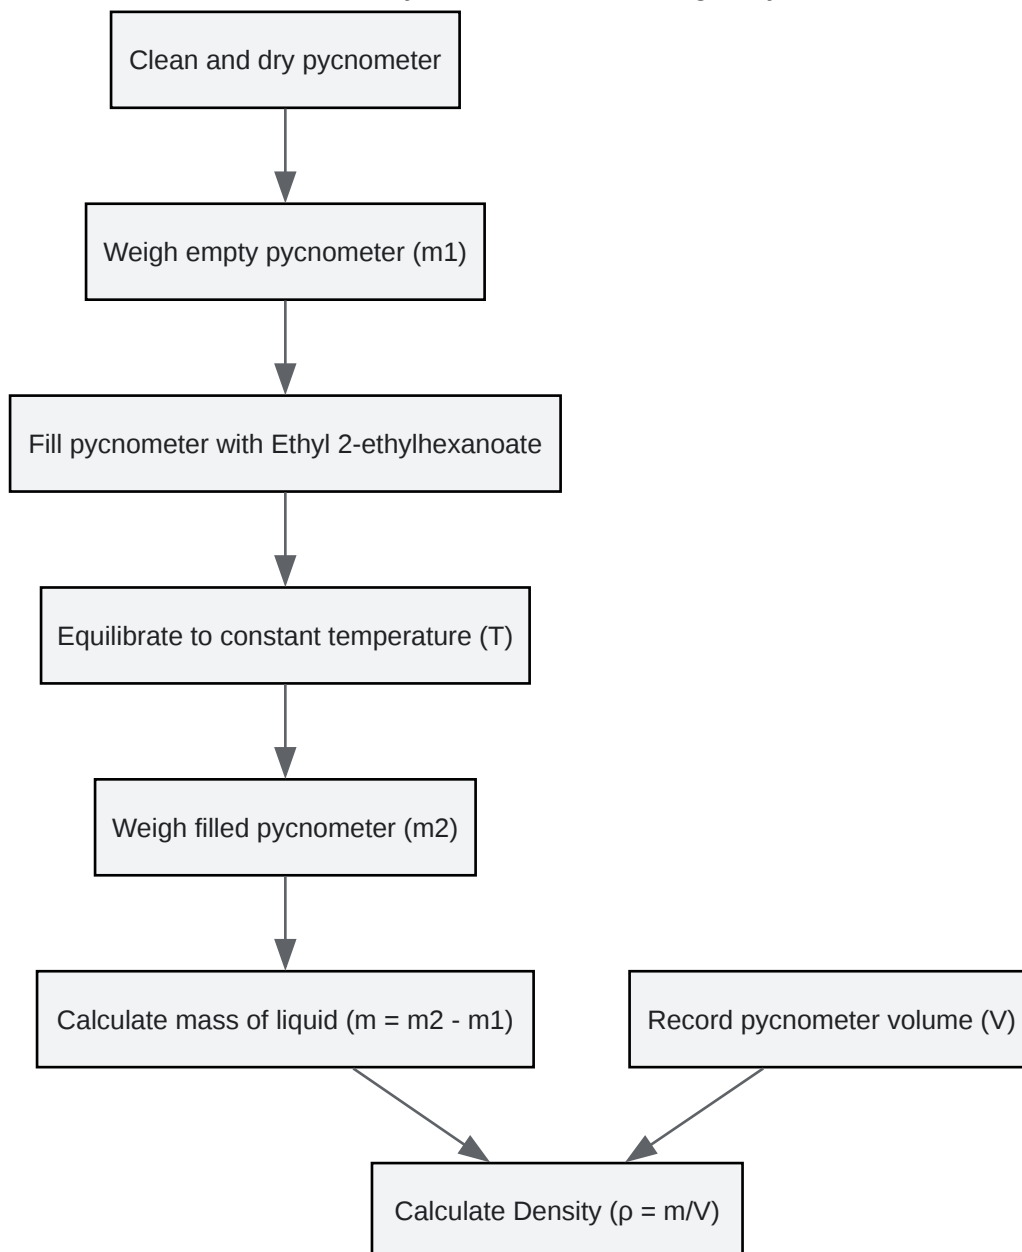 Clean and dry pycnometer
Weigh empty pycnometer (m1)
Fill pycnometer with Ethyl 2-ethylhexanoate
Equilibrate to constant temperature (T)
Weigh filled pycnometer (m2)
Calculate mass of liquid (m = m2 - m1)
Record pycnometer volume (V)
Calculate Density (ρ = m/V)